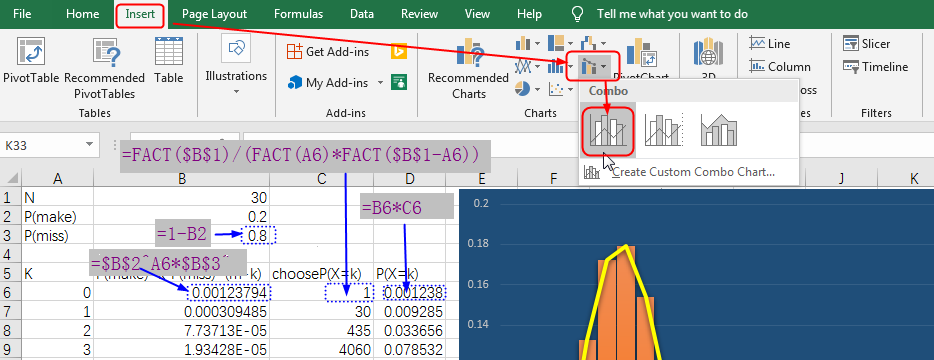 File Home Insert Page Layout Formulas Data Review View Help Tell me what you want to do
PivotTable Recommended PivotTables Table
Tables
Illustrations
Get Add-ins
My Add-ins
Add-ins
Recommended Charts
Charts
PivotChart
3D
Line
Column
oss
Slicer
Timeline
Filters
Combo
Create Custom Combo Chart...
K33
=FACT($B$1)/(FACT(A6)*FACT($B$1-A6))
A B C D E F J K
1 N 30
2 P(make) 0.2
=B6*C6
3 P(miss) 0.8
=1-B2
4
=$B$2^A6*$B$3^
5 K chooseP(X=k) P(X=k)
6 0 0.00123794 1 0.001238
7 1 0.000309485 30 0.009285
8 2 7.73713E-05 435 0.033656
9 3 1.93428E-05 4060 0.078532
0.2
0.18
0.16
0.14